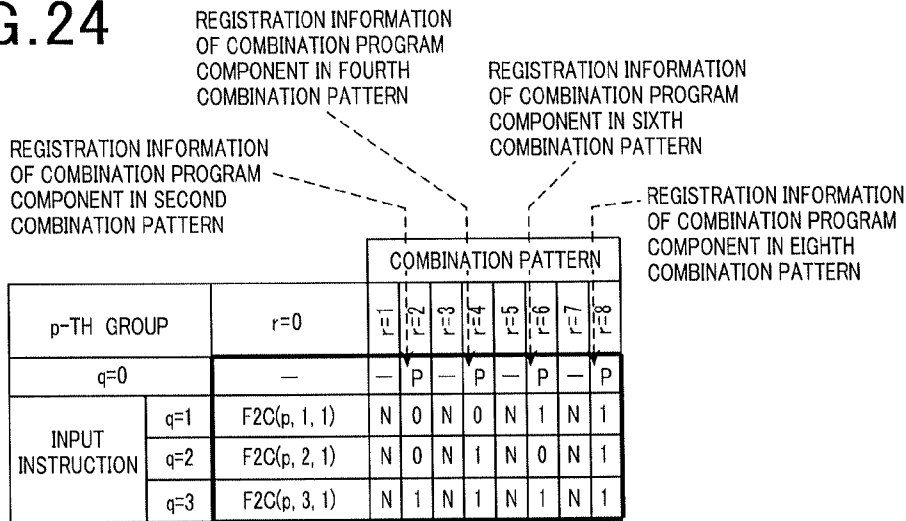 G.24
REGISTRATION INFORMATION
OF COMBINATION PROGRAM
COMPONENT IN FOURTH
COMBINATION PATTERN
REGISTRATION INFORMATION
OF COMBINATION PROGRAM
COMPONENT IN SIXTH
COMBINATION PATTERN
REGISTRATION INFORMATION
OF COMBINATION PROGRAM
COMPONENT IN SECOND
COMBINATION PATTERN
REGISTRATION INFORMATION
OF COMBINATION PROGRAM
COMPONENT IN EIGHTH
COMBINATION PATTERN
COMBINATION PATTERN
p-TH GROUP r=0 r=1 r=2 r=3 r=4 r=5 r=6 r=7 r=8
q=0 — — P — P — P — P
INPUT
INSTRUCTION
q=1 F2C(p, 1, 1) N 0 N 0 N 1 N 1
q=2 F2C(p, 2, 1) N 0 N 1 N 0 N 1
q=3 F2C(p, 3, 1) N 1 N 1 N 1 N 1